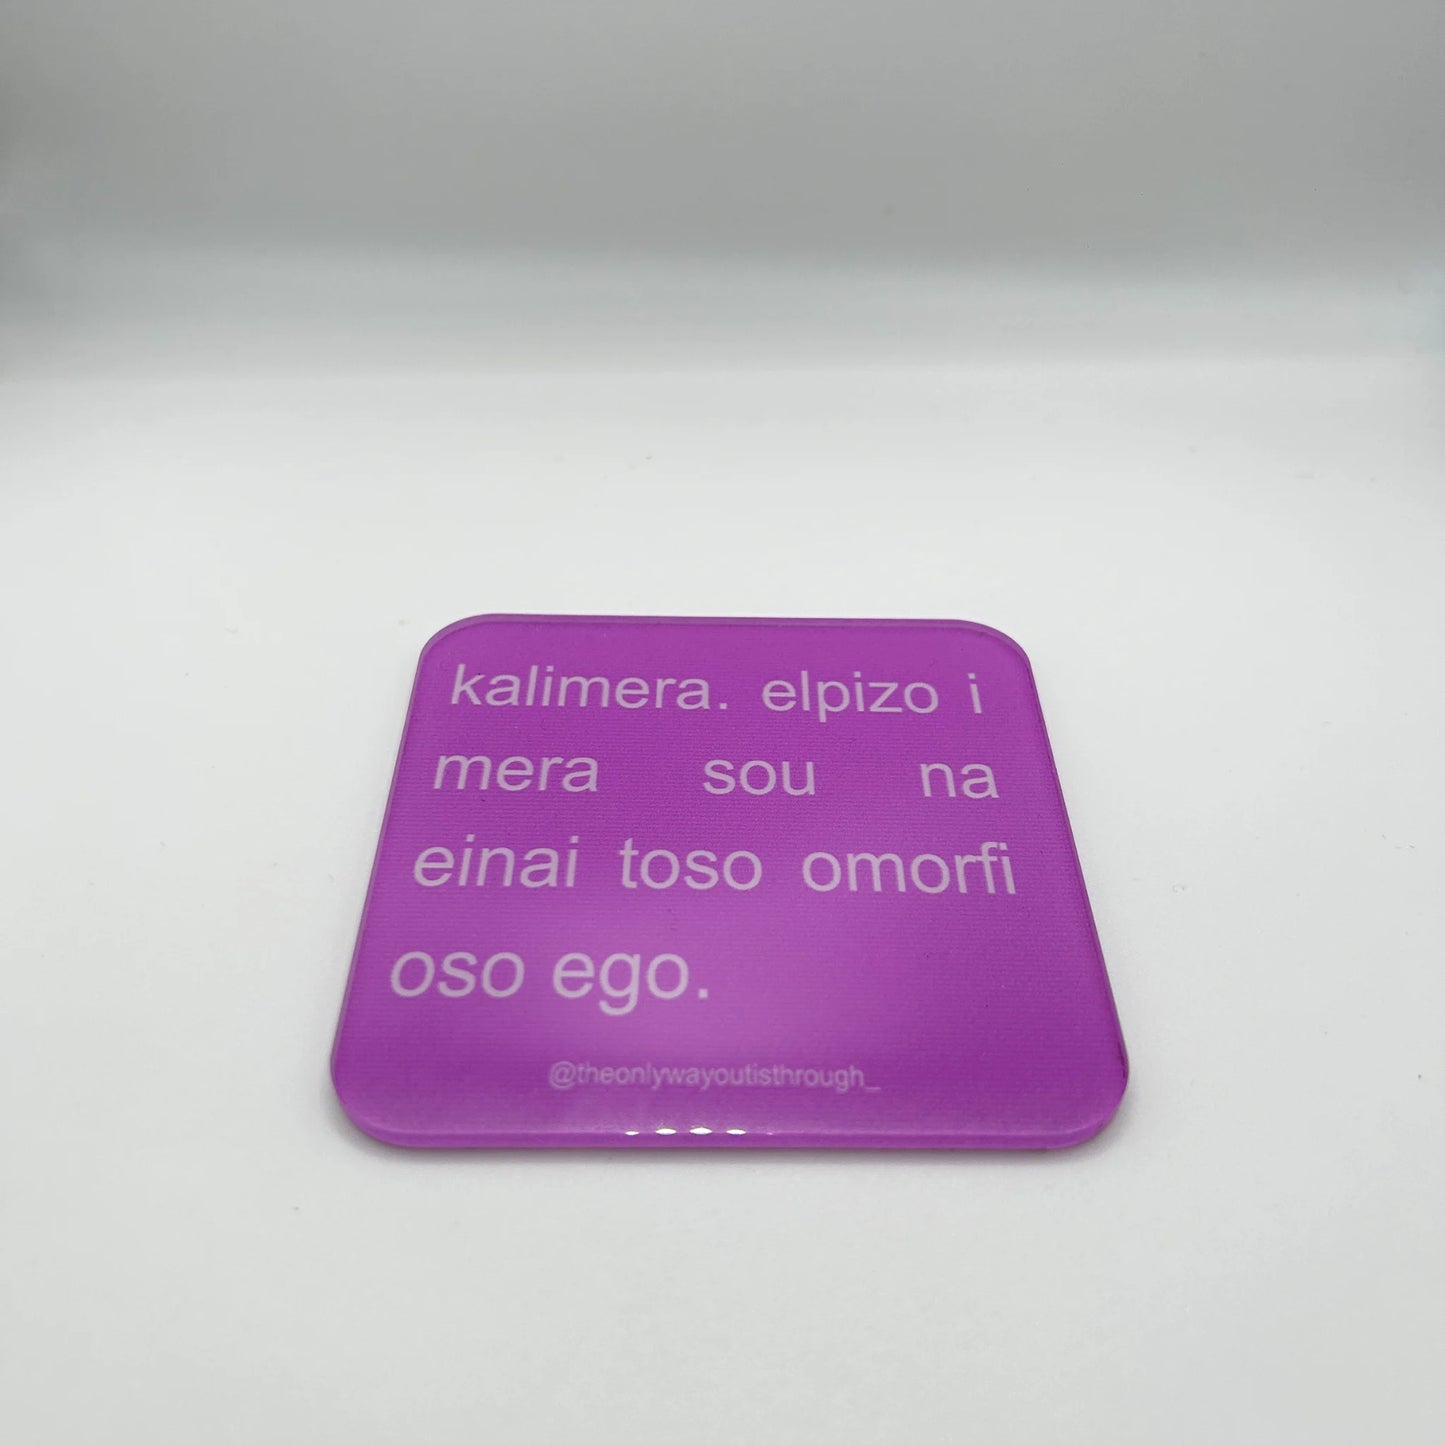 kalimera. elpizo i
mera sou na
einai toso omorfi
oso ego.
@theonlywayoutisthrough_